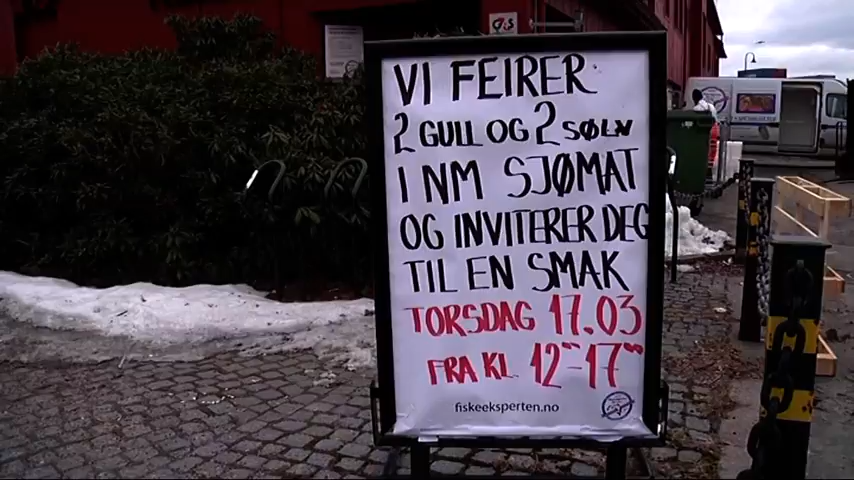 G4S
VI FEIRER
2 GULL OG 2 SØLV
I NM SJØMAT
OG INVITERER DEG
TIL EN SMAK
TORSDAG 17.03
FRA KL. 12⁰⁰-17⁰⁰
fiskeeksperten.no